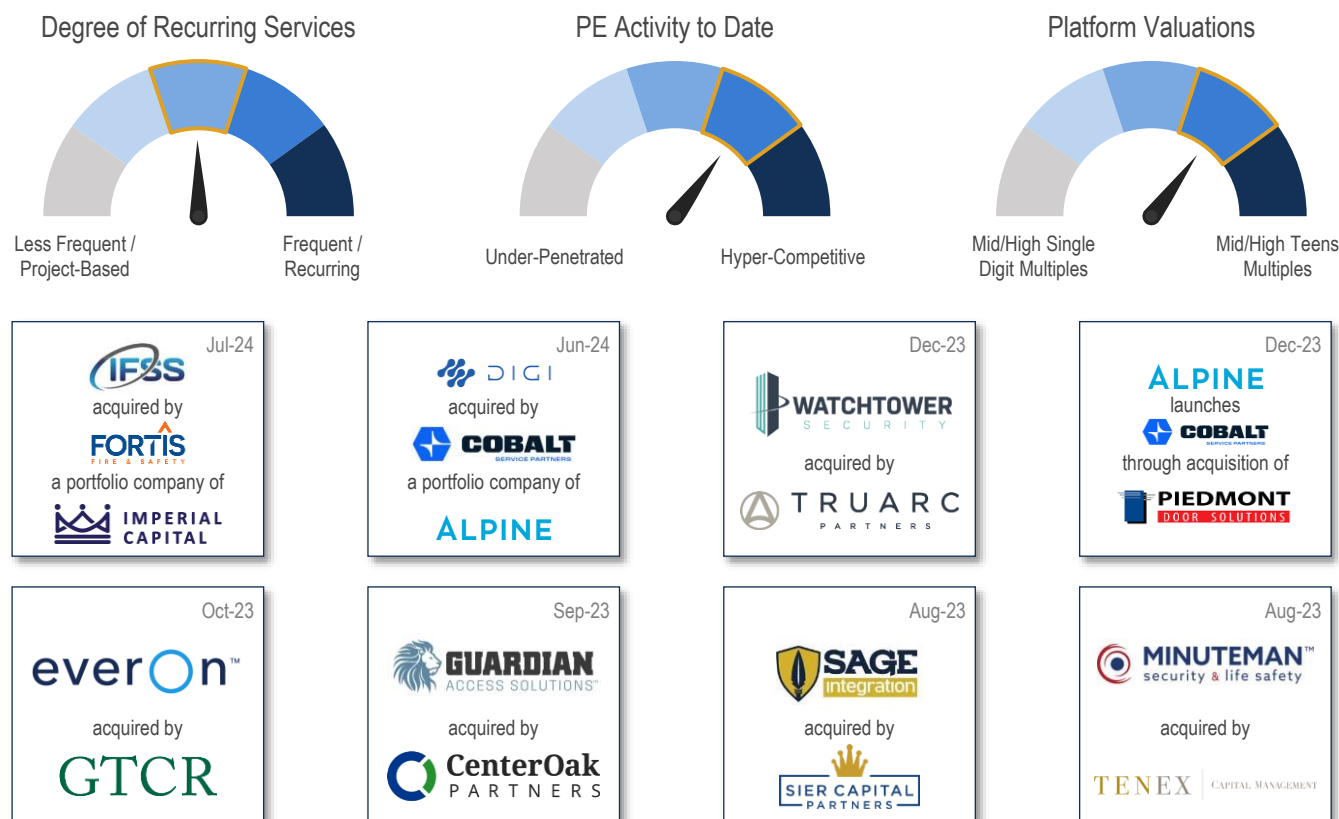 Degree of Recurring Services
PE Activity to Date
Platform Valuations
Less Frequent /
Project-Based
Frequent /
Recurring
Under-Penetrated
Hyper-Competitive
Mid/High Single
Digit Multiples
Mid/High Teens
Multiples
Jul-24
IFSS
acquired by
FORTIS
FIRE & SAFETY
a portfolio company of
IMPERIAL
CAPITAL
Jun-24
DIGI
acquired by
COBALT
SERVICE PARTNERS
a portfolio company of
ALPINE
Dec-23
WATCHTOWER
SECURITY
acquired by
TRUARC
PARTNERS
Dec-23
ALPINE
launches
COBALT
SERVICE PARTNERS
through acquisition of
PIEDMONT
DOOR SOLUTIONS
Oct-23
everon™
acquired by
GTCR
Sep-23
GUARDIAN
ACCESS SOLUTIONS™
acquired by
CenterOak
PARTNERS
Aug-23
SAGE
integration
acquired by
SIER CAPITAL
PARTNERS
Aug-23
MINUTEMAN™
security & life safety
acquired by
TENEX | CAPITAL MANAGEMENT